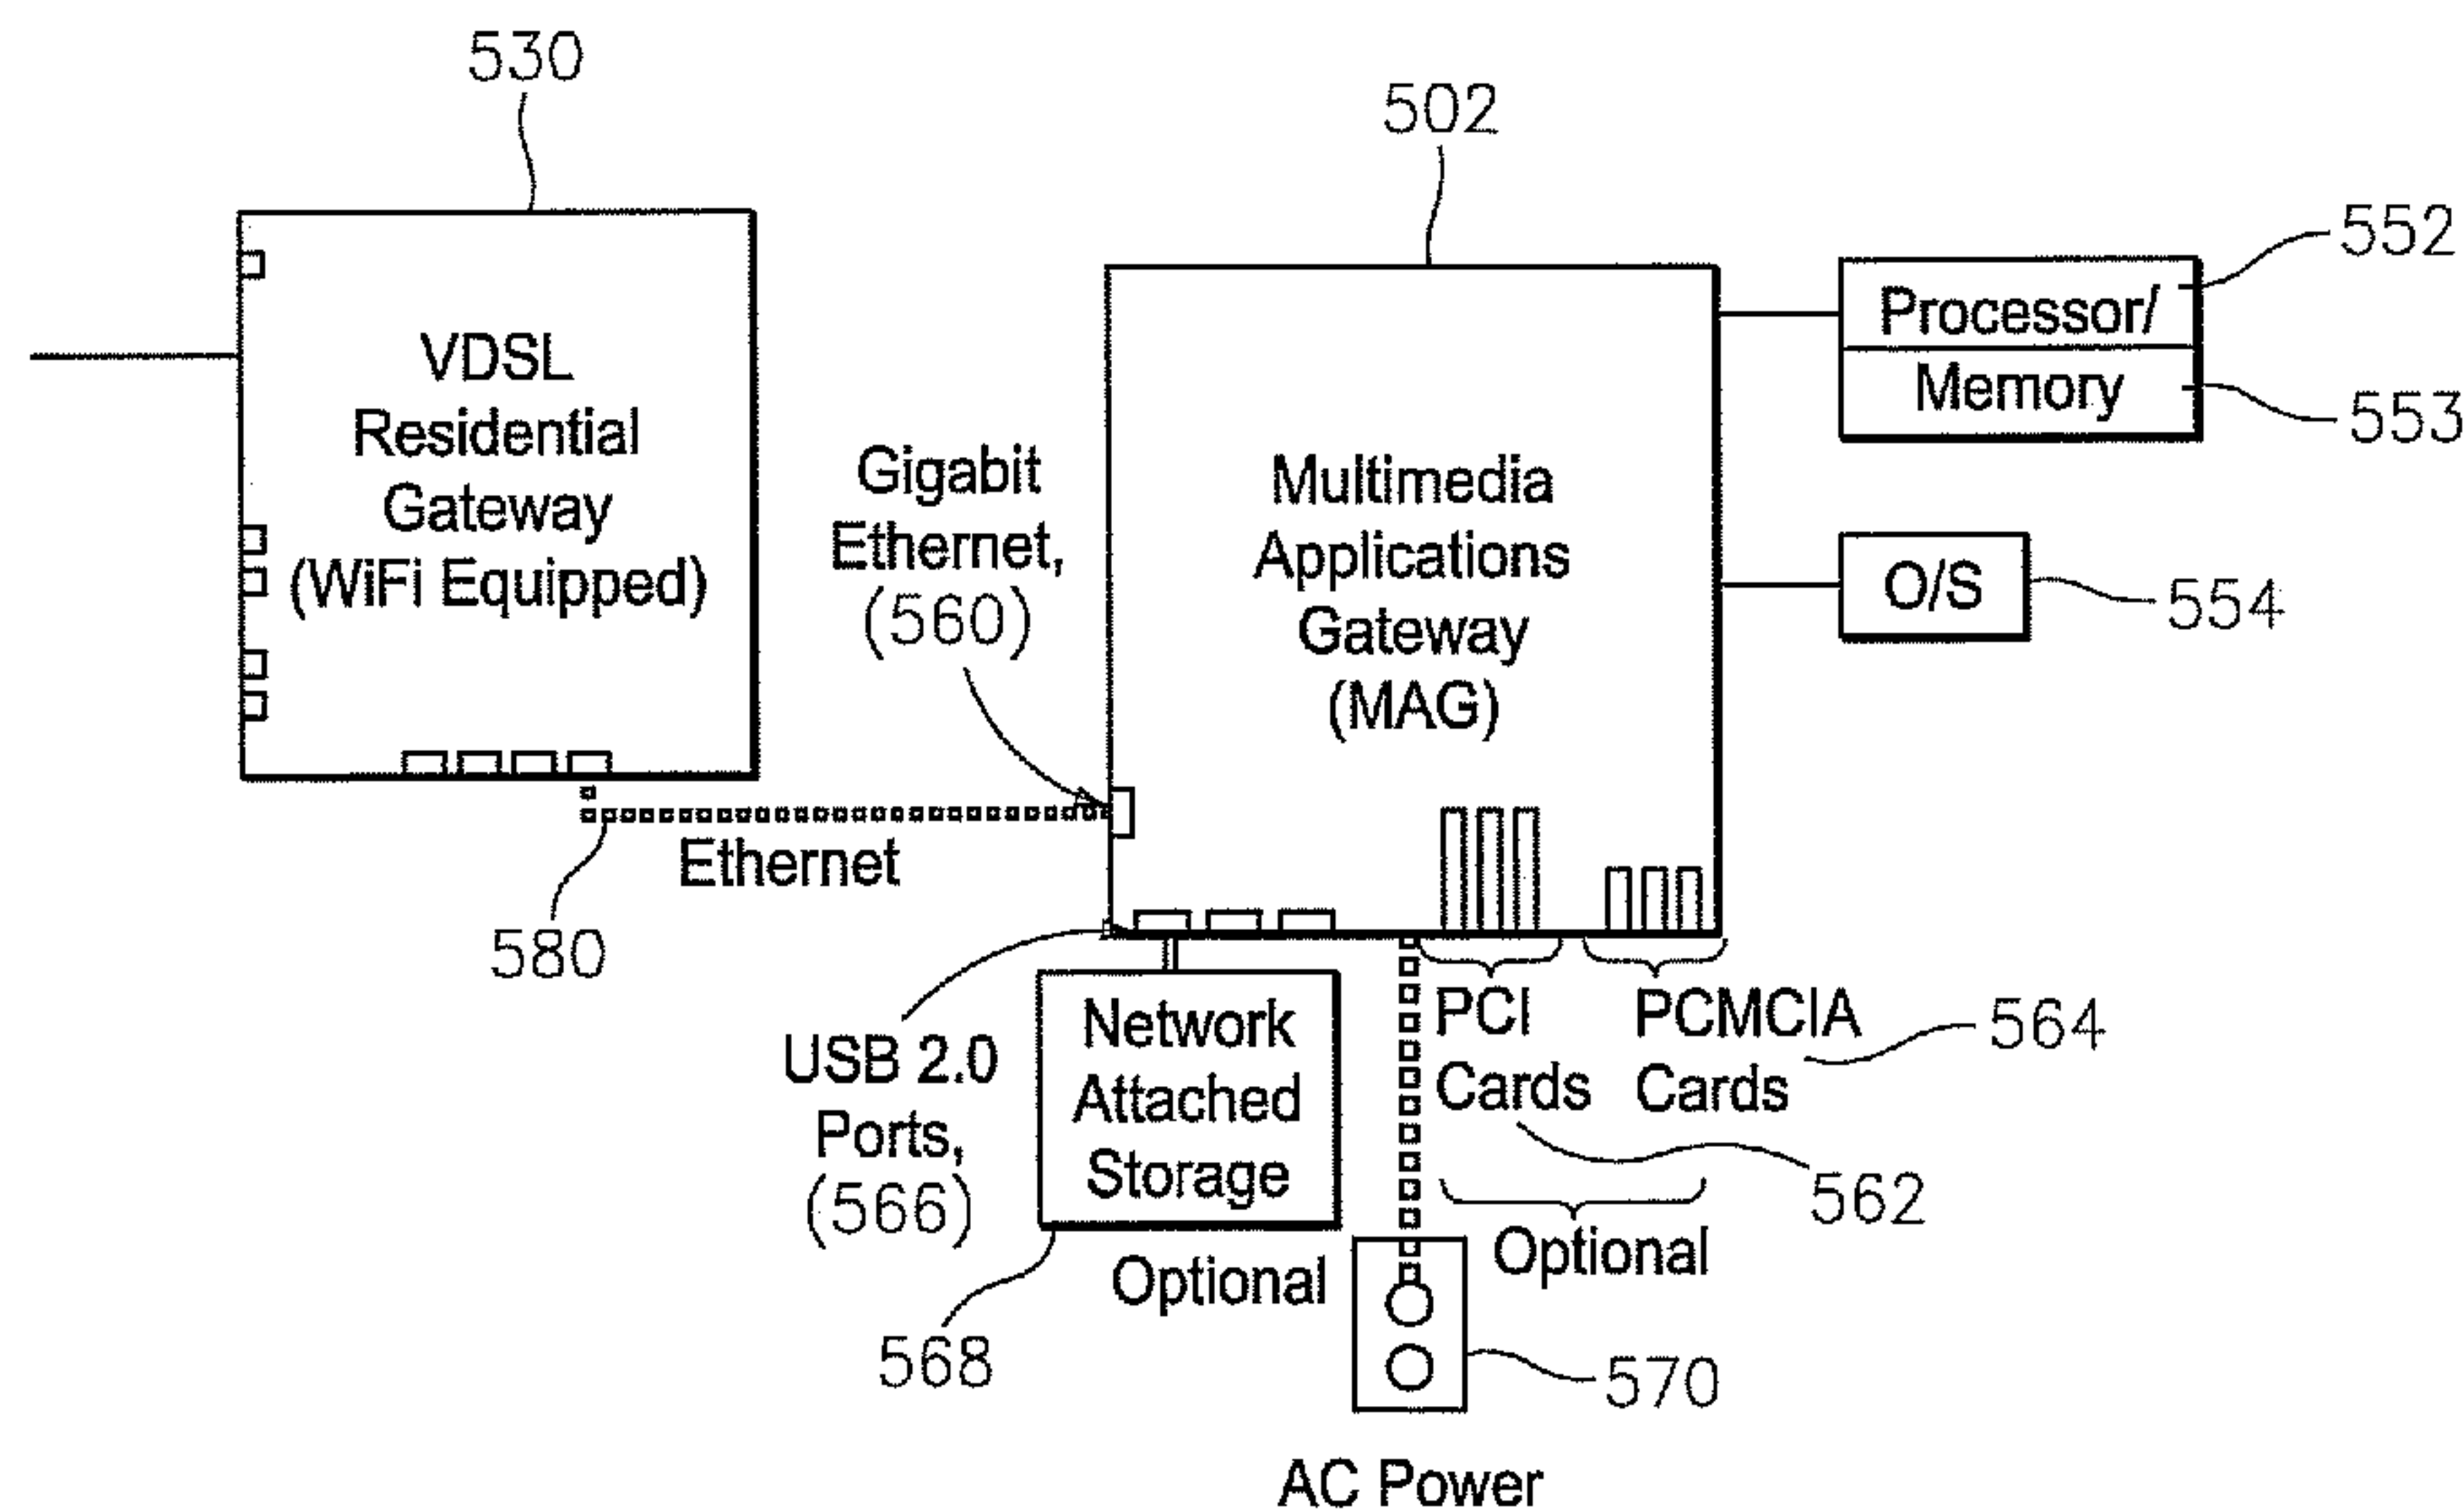 530
502
552
Processor/
Memory
553
VDSL
Residential
Gateway
(WiFi Equipped)
Gigabit
Ethernet,
(560)
Multimedia
Applications
Gateway
(MAG)
O/S
554
Ethernet
580
USB 2.0
Ports,
(566)
Network
Attached
Storage
PCI
Cards
PCMCIA
Cards
564
562
Optional
Optional
568
570
AC Power